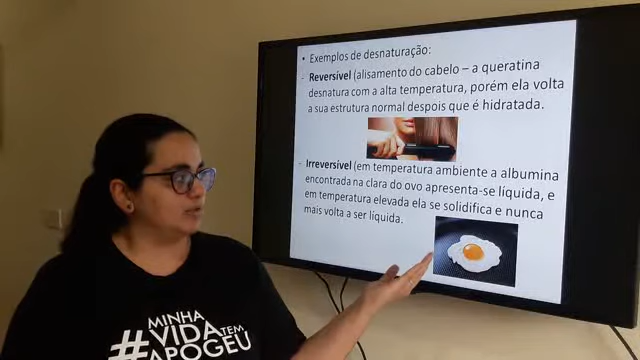 • Exemplos de desnaturação:
- Reversível (alisamento do cabelo – a queratina
desnatura com a alta temperatura, porém ela volta
a sua estrutura normal despois que é hidratada.
- Irreversível (em temperatura ambiente a albumina
encontrada na clara do ovo apresenta-se líquida, e
em temperatura elevada ela se solidifica e nunca
mais volta a ser líquida.
#MINHA
VIDA TEM
APOGEU